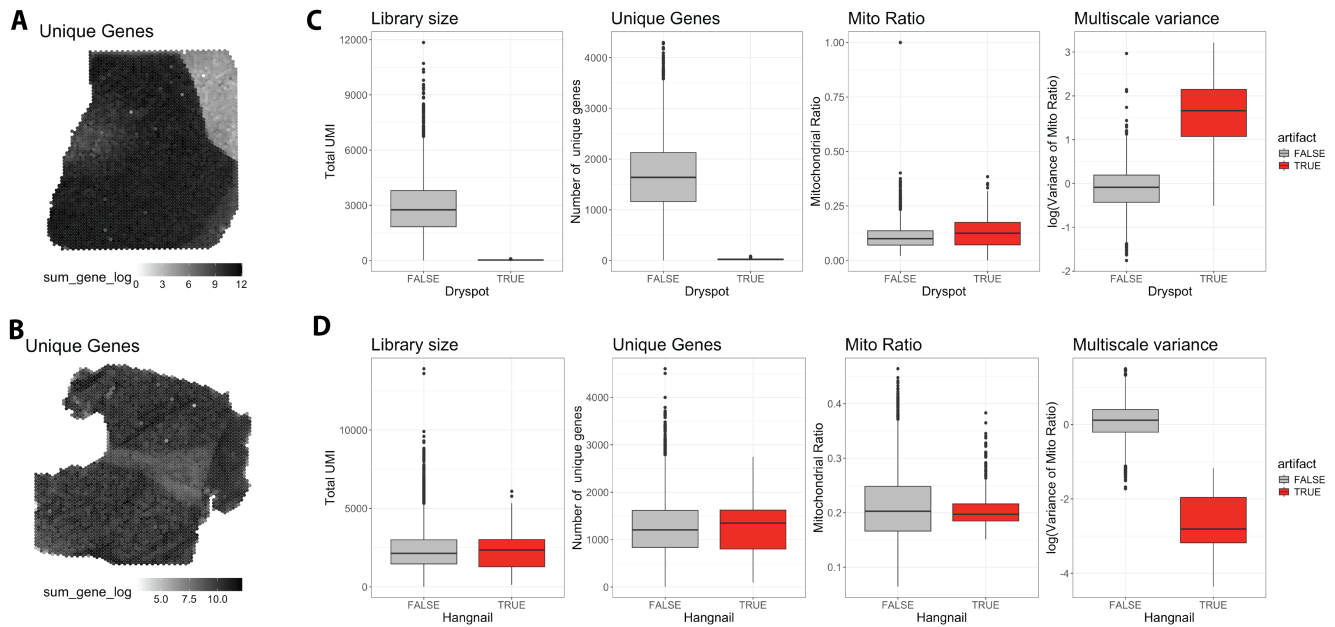 A
Unique Genes
sum_gene_log
0 3 6 9 12
B
Unique Genes
sum_gene_log
5.0 7.5 10.0
C
Library size
Total UMI
12000
9000
6000
3000
0
FALSE TRUE
Dryspot
Unique Genes
Number of unique genes
4000
3000
2000
1000
0
FALSE TRUE
Dryspot
Mito Ratio
Mitochondrial Ratio
1.00
0.75
0.50
0.25
0.00
FALSE TRUE
Dryspot
Multiscale variance
log(Variance of Mito Ratio)
3
2
1
0
-1
-2
FALSE TRUE
Dryspot
artifact
FALSE
TRUE
D
Library size
Total UMI
10000
5000
0
FALSE TRUE
Hangnail
Unique Genes
Number of unique genes
4000
3000
2000
1000
0
FALSE TRUE
Hangnail
Mito Ratio
Mitochondrial Ratio
0.4
0.3
0.2
0.1
FALSE TRUE
Hangnail
Multiscale variance
log(Variance of Mito Ratio)
0
-2
-4
FALSE TRUE
Hangnail
artifact
FALSE
TRUE